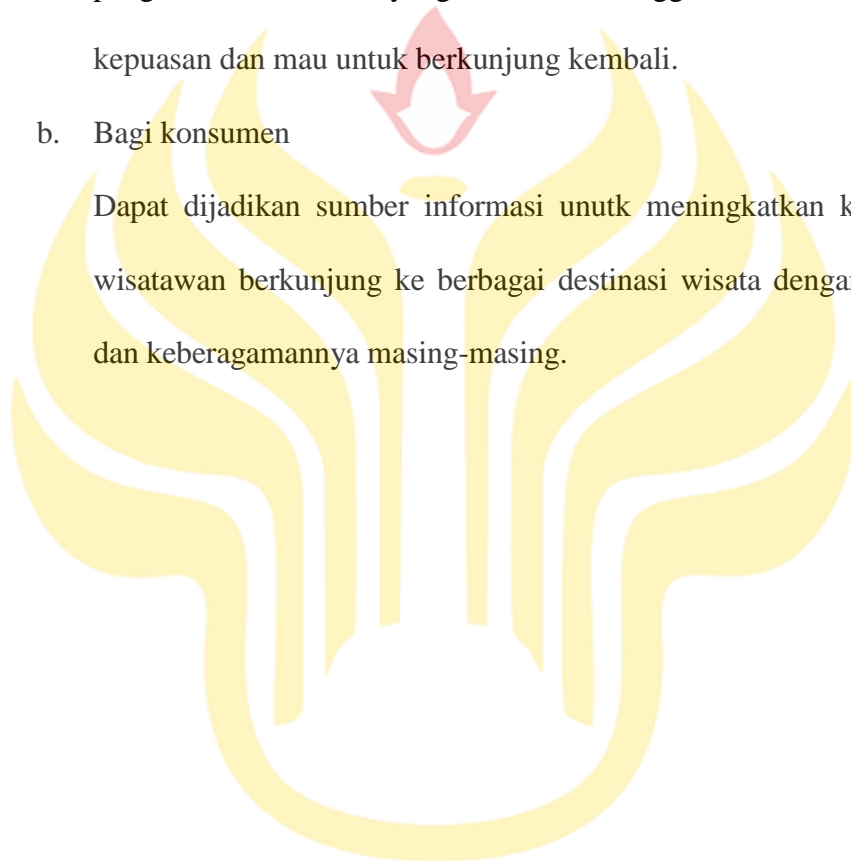 kepuasan dan mau untuk berkunjung kembali.
b. Bagi konsumen
Dapat dijadikan sumber informasi unutk meningkatkan
wisatawan berkunjung ke berbagai destinasi wisata
dan keberagamannya masing-masing.